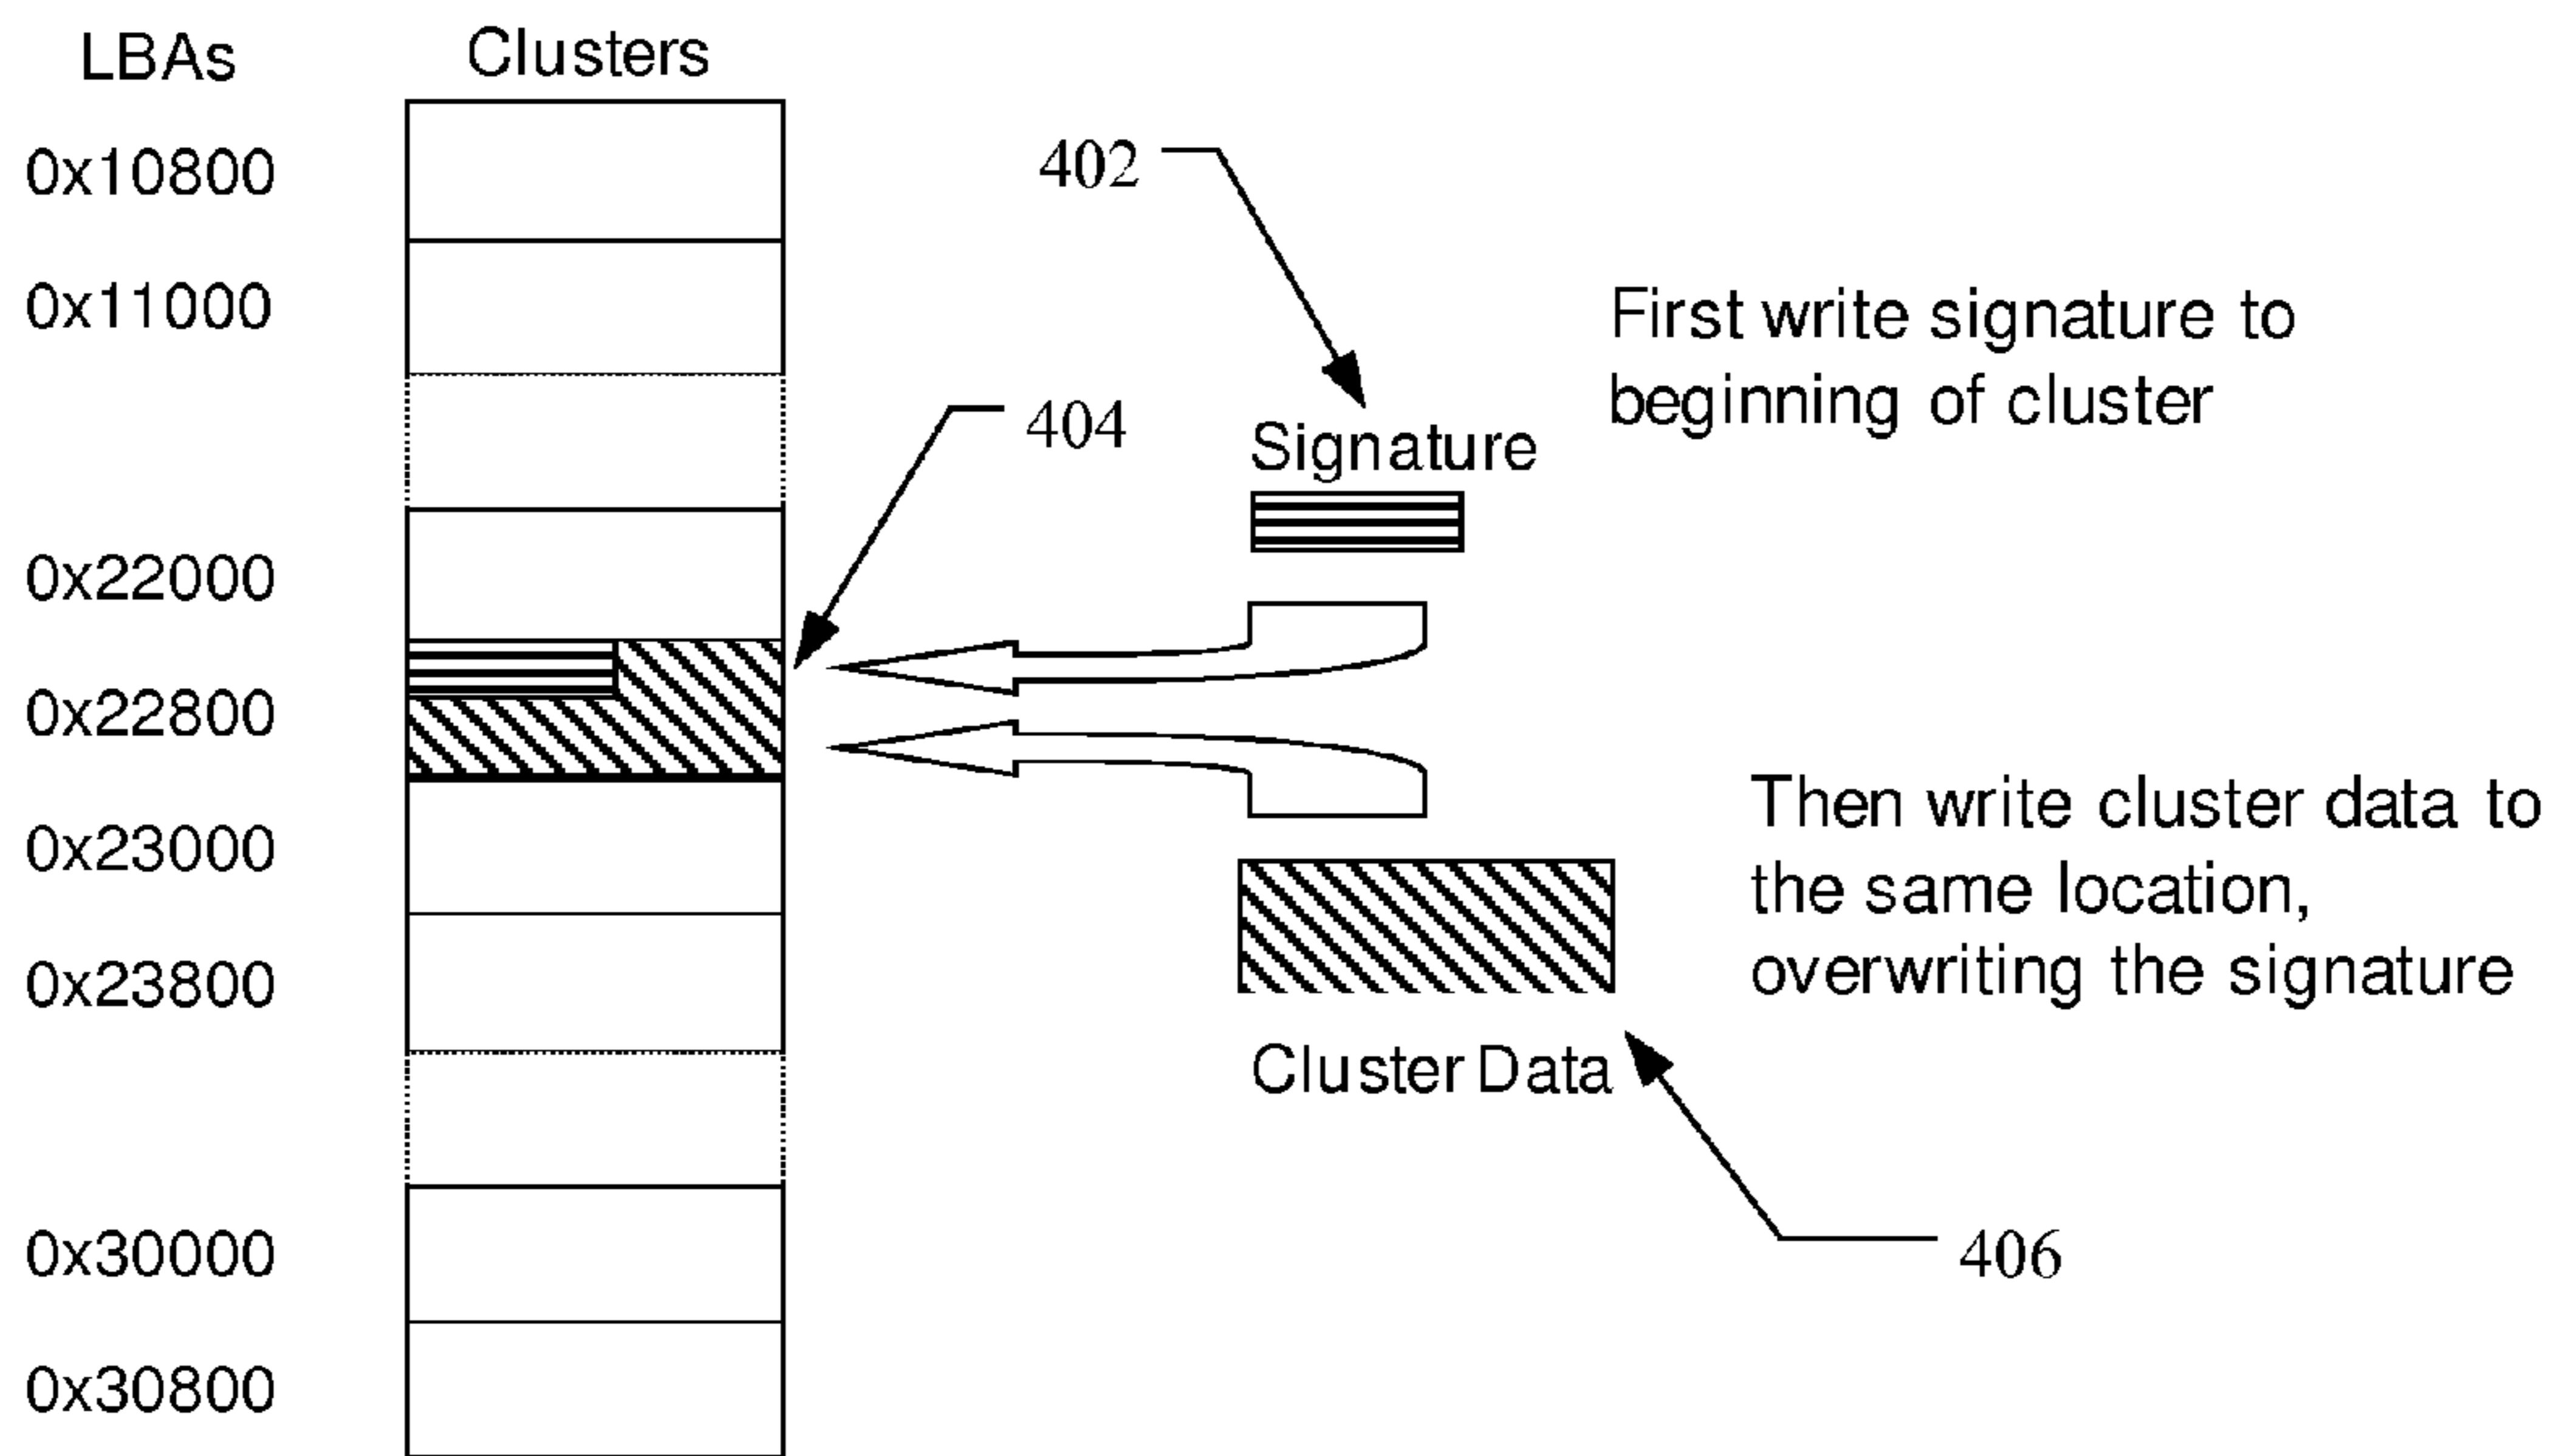 LBAs
Clusters
0x10800
0x11000
0x22000
0x22800
0x23000
0x23800
0x30000
0x30800
402
404
Signature
First write signature to
beginning of cluster
Then write cluster data to
the same location,
overwriting the signature
Cluster Data
406